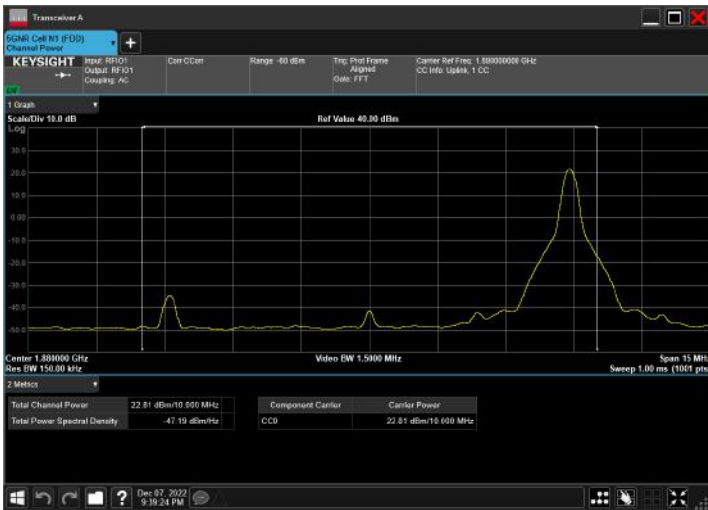 Transceiver A
5GNR Cell N1 (FDD)
Channel Power
KEYSIGHT
Input: RFIO1
Output: RFIO1
Coupling: AC
Corr CCorr
Range: -60 dBm
Trig: Prot Frame
Aligned
Gate: FFT
Carrier Ref Freq: 1.880000000 GHz
CC Info: Uplink, 1 CC
1 Graph
Scale/Div 10.0 dB
Ref Value 40.00 dBm
Log
30.0
20.0
10.0
0.00
-10.0
-20.0
-30.0
-40.0
-50.0
Center 1.880000 GHz
Video BW 1.5000 MHz
Span 15 MHz
Res BW 150.00 kHz
Sweep 1.00 ms (1001 pts
2 Metrics
Total Channel Power
22.81 dBm/10.000 MHz
Total Power Spectral Density
-47.19 dBm/Hz
Component Carrier
Carrier Power
CC0
22.81 dBm/10.000 MHz
?
Dec 07, 2022
9:39:24 PM